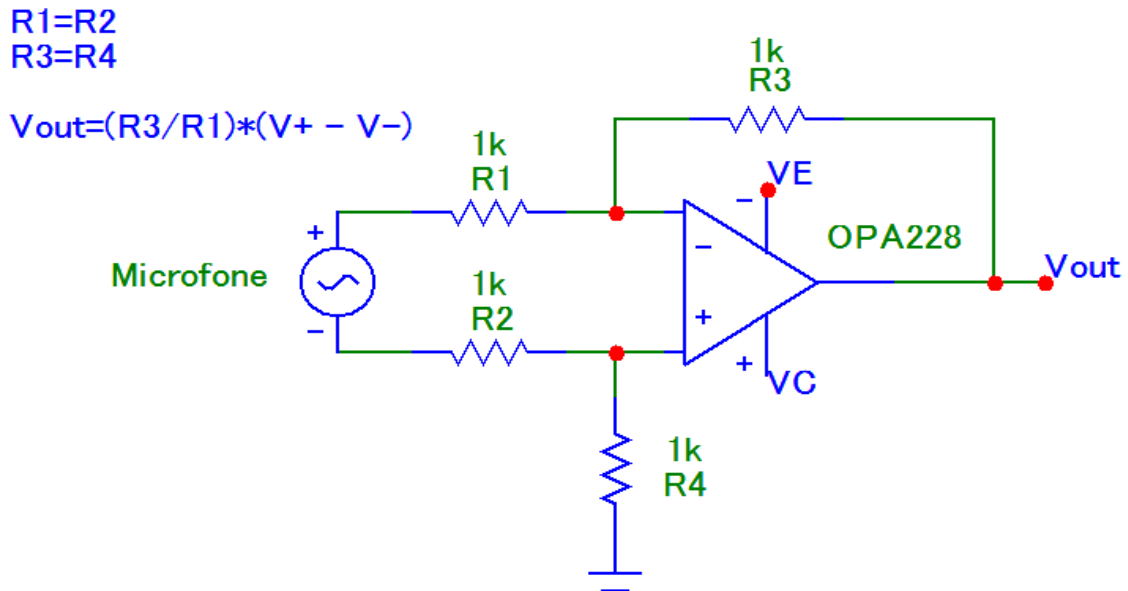 R1=R2
R3=R4
Vout=(R3/R1)*(V+ - V-)
1k
R3
1k
R1
VE
-
OPA228
+
-
Microfone
Vout
1k
R2
+
-
+
VC
1k
R4